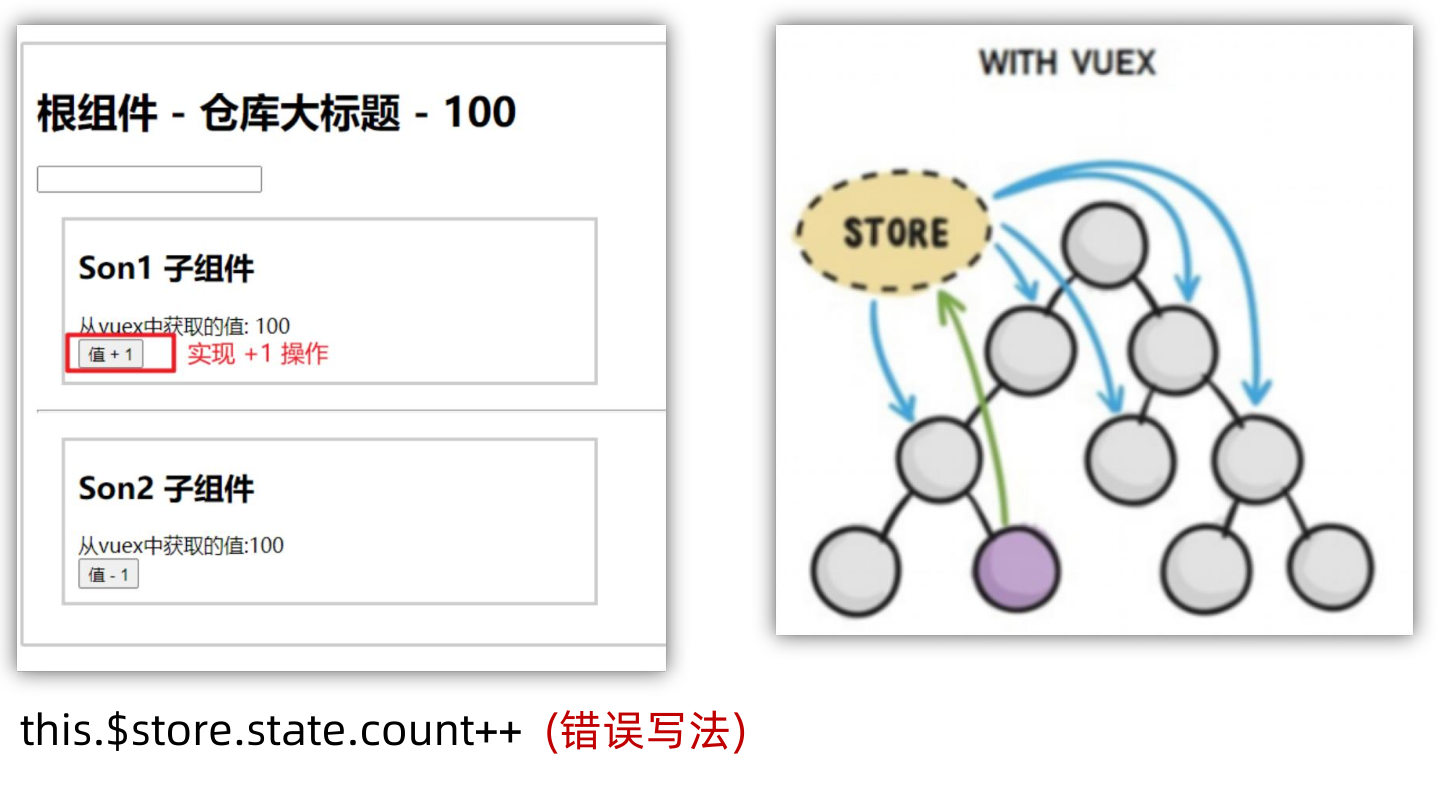 根组件 - 仓库大标题 - 100
Son1 子组件
从vuex中获取的值: 100
值 + 1
实现 +1 操作
Son2 子组件
从vuex中获取的值:100
值 - 1
WITH VUEX
STORE
this.$store.state.count++ (错误写法)